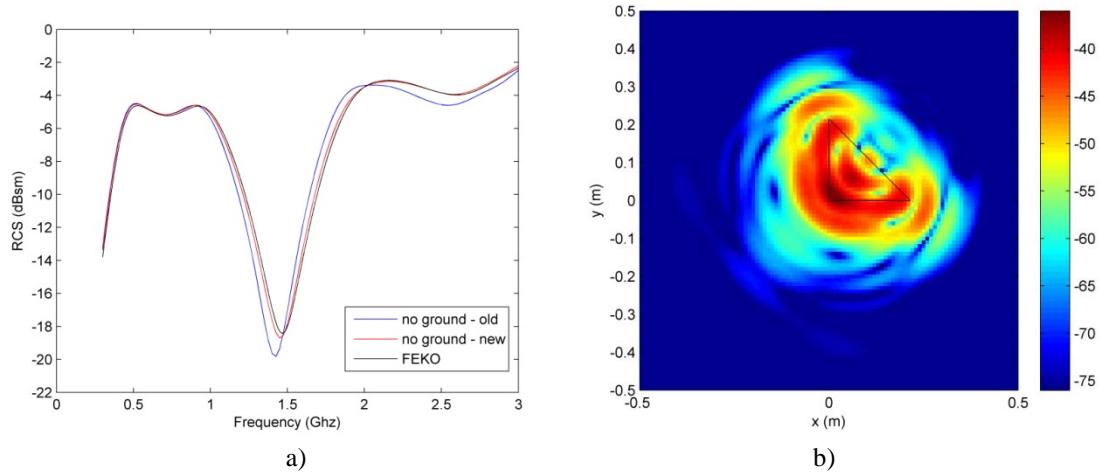 0
-2
-4
-6
-8
-10
-12
-14
-16
-18
-20
-22
RCS (dBsm)
0 0.5 1 1.5 2 2.5 3
Frequency (Ghz)
no ground - old
no ground - new
FEKO
a)
0.5
0.4
0.3
0.2
0.1
0
-0.1
-0.2
-0.3
-0.4
-0.5
y (m)
-0.5 0 0.5
x (m)
-40
-45
-50
-55
-60
-65
-70
-75
b)